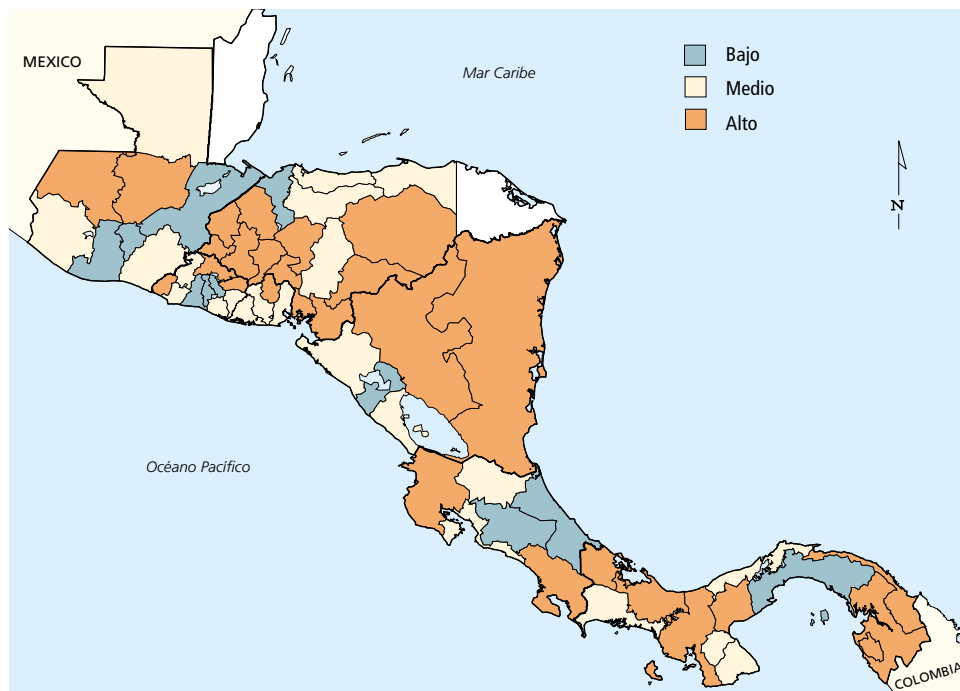 MEXICO
Mar Caribe
Bajo
Medio
Alto
N
Océano Pacífico
COLOMBIA